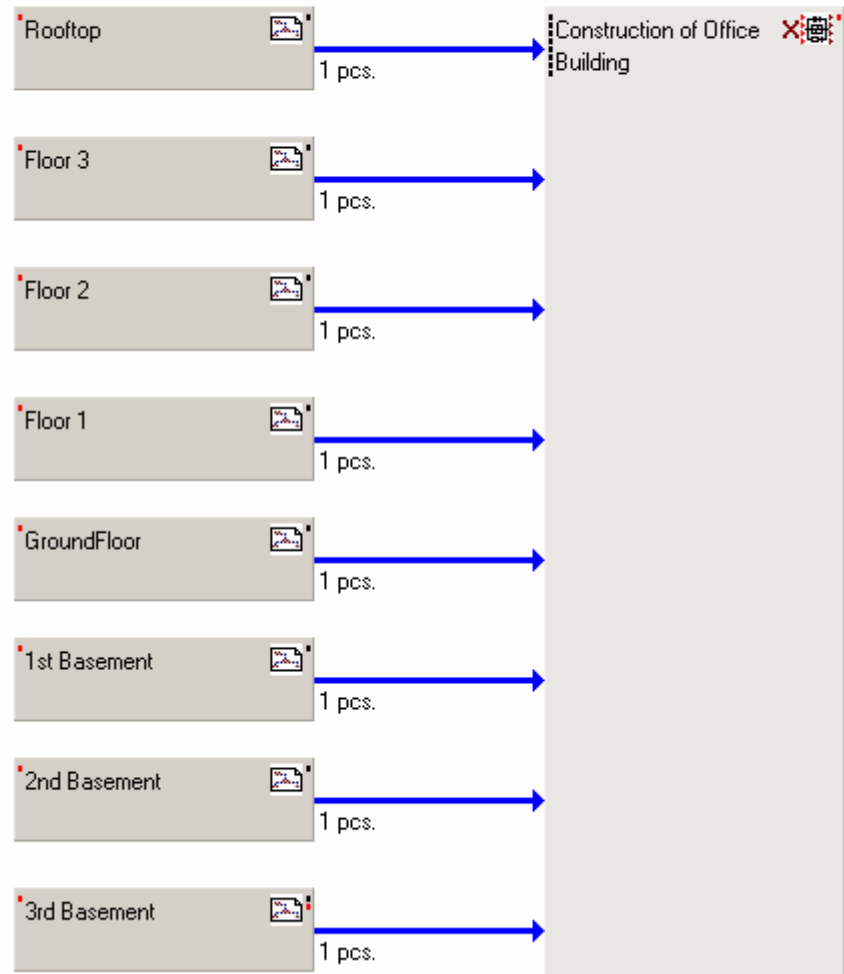 Rooftop
1 pcs.
Construction of Office
Building
Floor 3
1 pcs.
Floor 2
1 pcs.
Floor 1
1 pcs.
GroundFloor
1 pcs.
1st Basement
1 pcs.
2nd Basement
1 pcs.
3rd Basement
1 pcs.